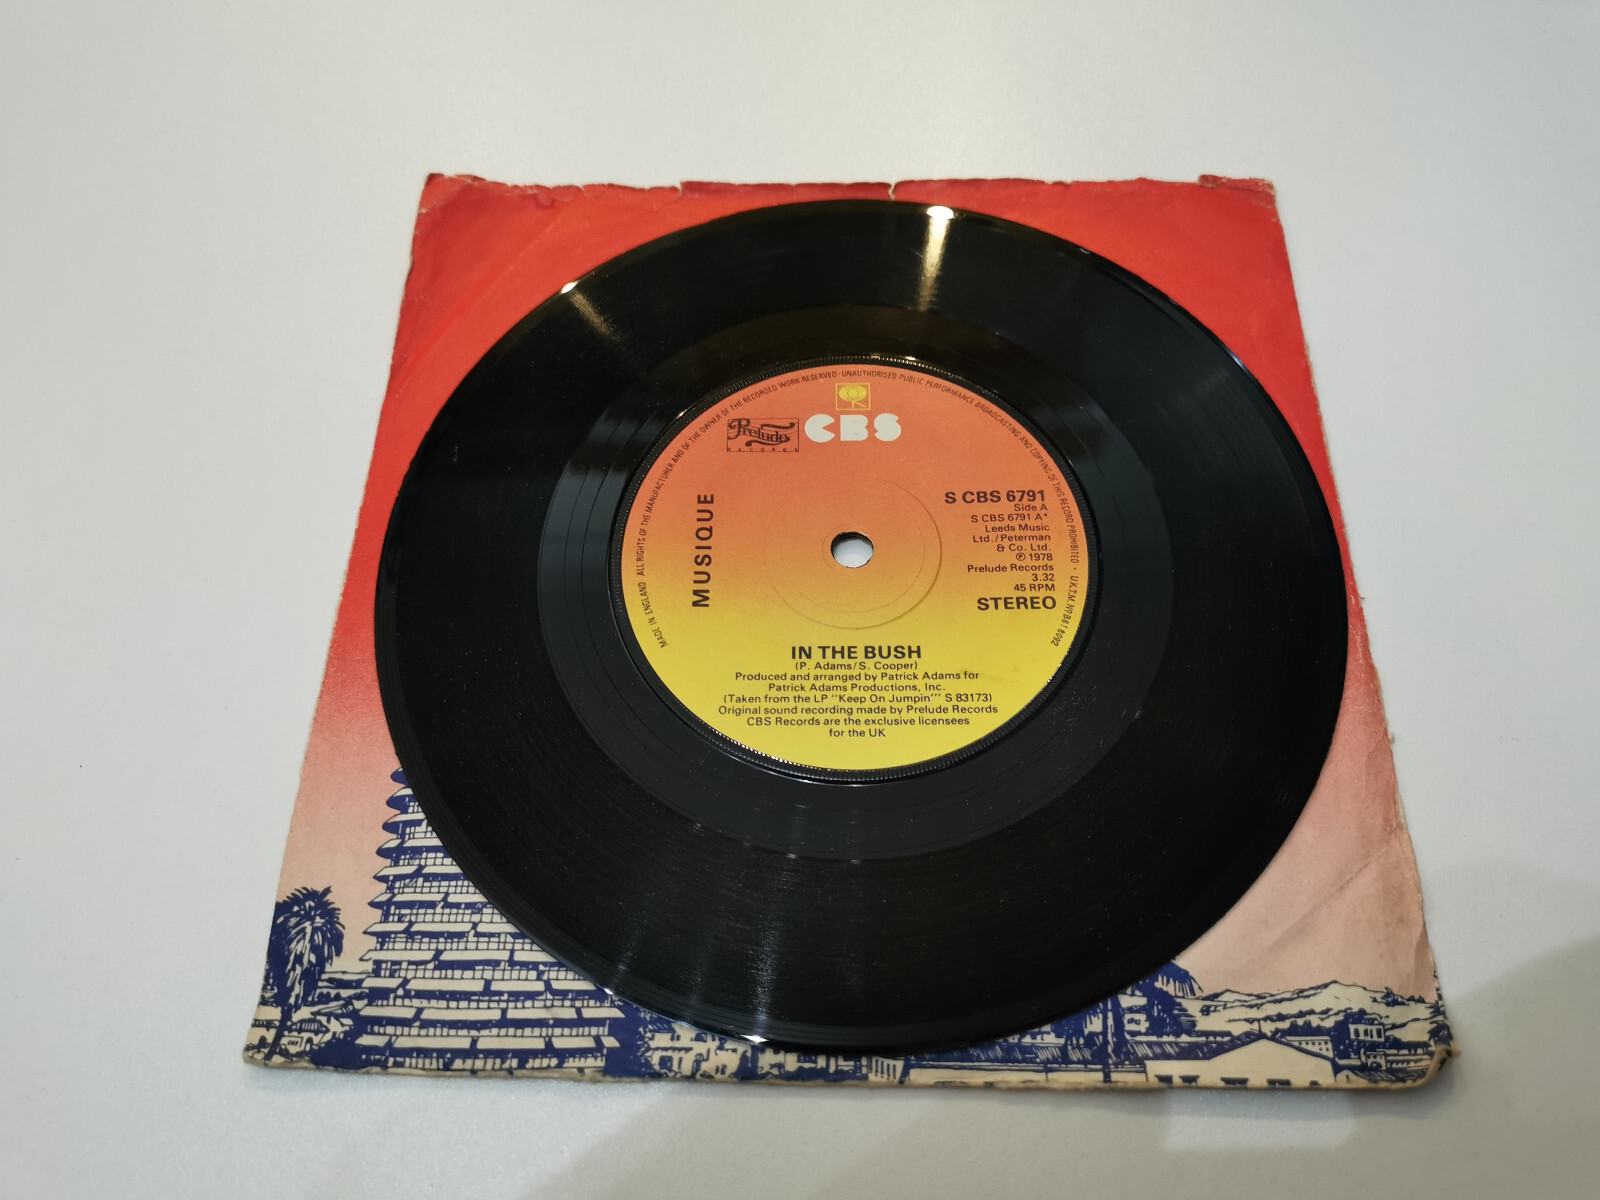 MADE IN ENGLAND · ALL RIGHTS OF THE MANUFACTURER AND OF THE OWNER OF THE RECORDED WORK RESERVED · UNAUTHORISED PUBLIC PERFORMANCE BROADCASTING AND COPYING OF THIS RECORD PROHIBITED · U.K.T.M. Nº B618092
Prelude
RECORDS
CBS
MUSIQUE
S CBS 6791
Side A
S CBS 6791 A*
Leeds Music
Ltd./Peterman
& Co. Ltd.
℗ 1978
Prelude Records
3.32
45 RPM
STEREO
IN THE BUSH
(P. Adams/S. Cooper)
Produced and arranged by Patrick Adams for
Patrick Adams Productions, Inc.
(Taken from the LP "Keep On Jumpin'" S 83173)
Original sound recording made by Prelude Records
CBS Records are the exclusive licensees
for the UK